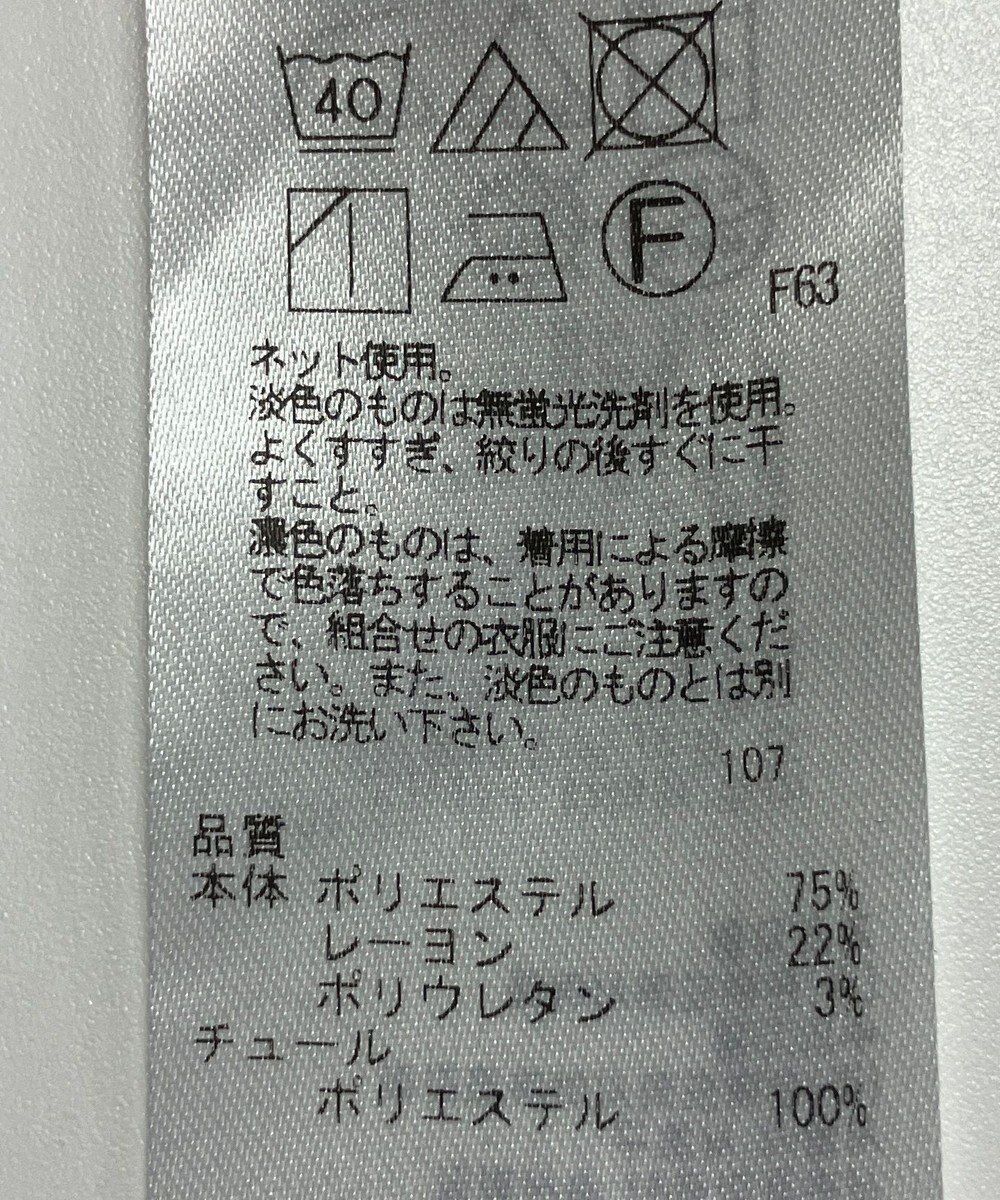 40
F
F63
ネット使用。
淡色のものは無蛍光洗剤を使用。
よくすすぎ、絞りの後すぐに干
すこと。
濃色のものは、着用による摩擦
で色落ちすることがありますの
で、組合せの衣服にご注意くだ
さい。また、淡色のものとは別
にお洗い下さい。
107
品質
本体 ポリエステル 75%
レーヨン 22%
ポリウレタン 3%
チュール
ポリエステル 100%